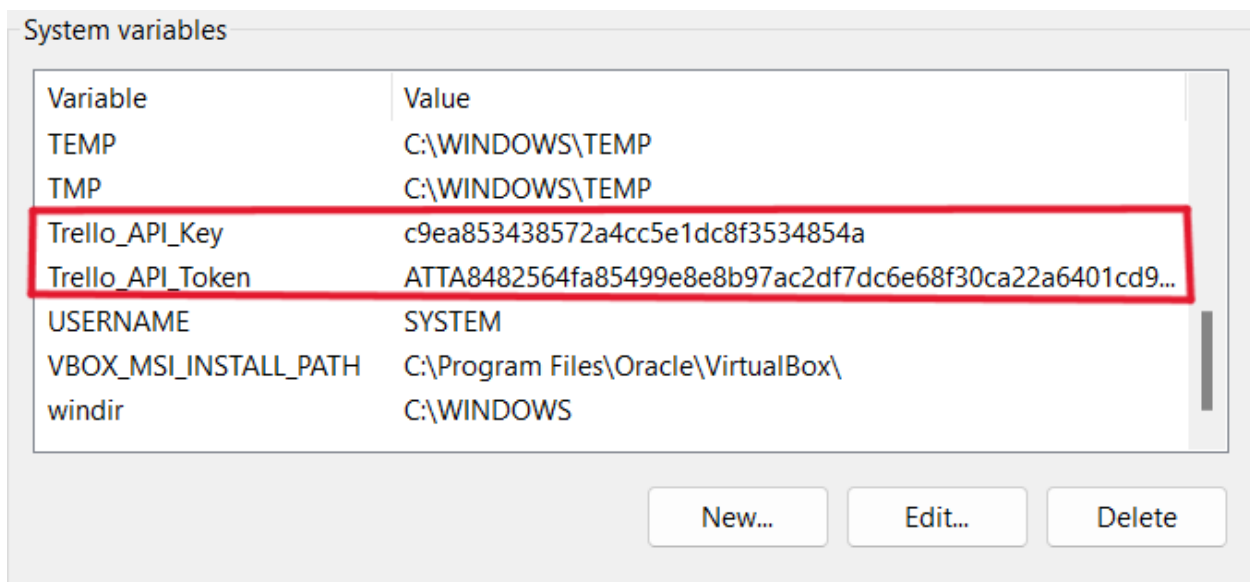 System variables
Variable Value
TEMP C:\WINDOWS\TEMP
TMP C:\WINDOWS\TEMP
Trello_API_Key c9ea853438572a4cc5e1dc8f3534854a
Trello_API_Token ATTA8482564fa85499e8e8b97ac2df7dc6e68f30ca22a6401cd9...
USERNAME SYSTEM
VBOX_MSI_INSTALL_PATH C:\Program Files\Oracle\VirtualBox\
windir C:\WINDOWS
New... Edit... Delete